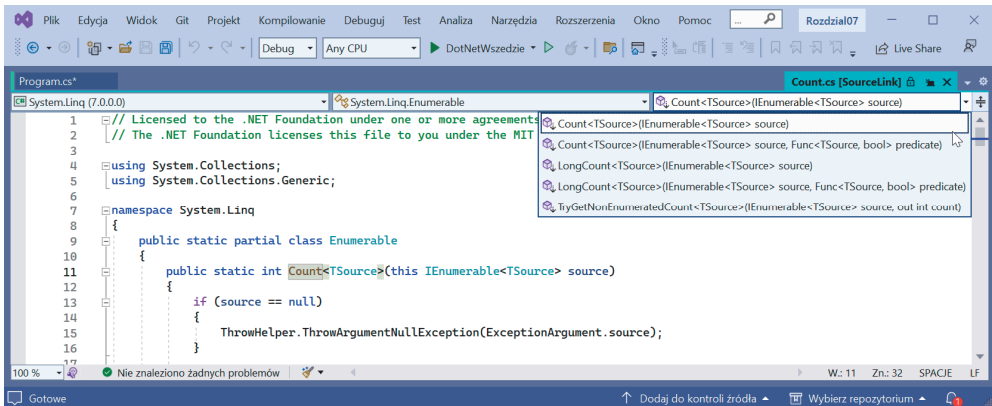 Plik Edycja Widok Git Projekt Kompilowanie Debuguj Test Analiza Narzędzia Rozszerzenia Okno Pomoc ... Rozdzial07
Debug Any CPU DotNetWszedzie Live Share
Program.cs* Count.cs [SourceLink]
System.Linq (7.0.0.0) System.Linq.Enumerable Count<TSource>(IEnumerable<TSource> source)
Count<TSource>(IEnumerable<TSource> source)
Count<TSource>(IEnumerable<TSource> source, Func<TSource, bool> predicate)
LongCount<TSource>(IEnumerable<TSource> source)
LongCount<TSource>(IEnumerable<TSource> source, Func<TSource, bool> predicate)
TryGetNonEnumeratedCount<TSource>(IEnumerable<TSource> source, out int count)
1 // Licensed to the .NET Foundation under one or more agreements
2 // The .NET Foundation licenses this file to you under the MIT
3
4 using System.Collections;
5 using System.Collections.Generic;
6
7 namespace System.Linq
8 {
9 public static partial class Enumerable
10 {
11 public static int Count<TSource>(this IEnumerable<TSource> source)
12 {
13 if (source == null)
14 {
15 ThrowHelper.ThrowArgumentNullException(ExceptionArgument.source);
16 }
17
100 % Nie znaleziono żadnych problemów W.: 11 Zn.: 32 SPACJE LF
Gotowe Dodaj do kontroli źródła Wybierz repozytorium 1